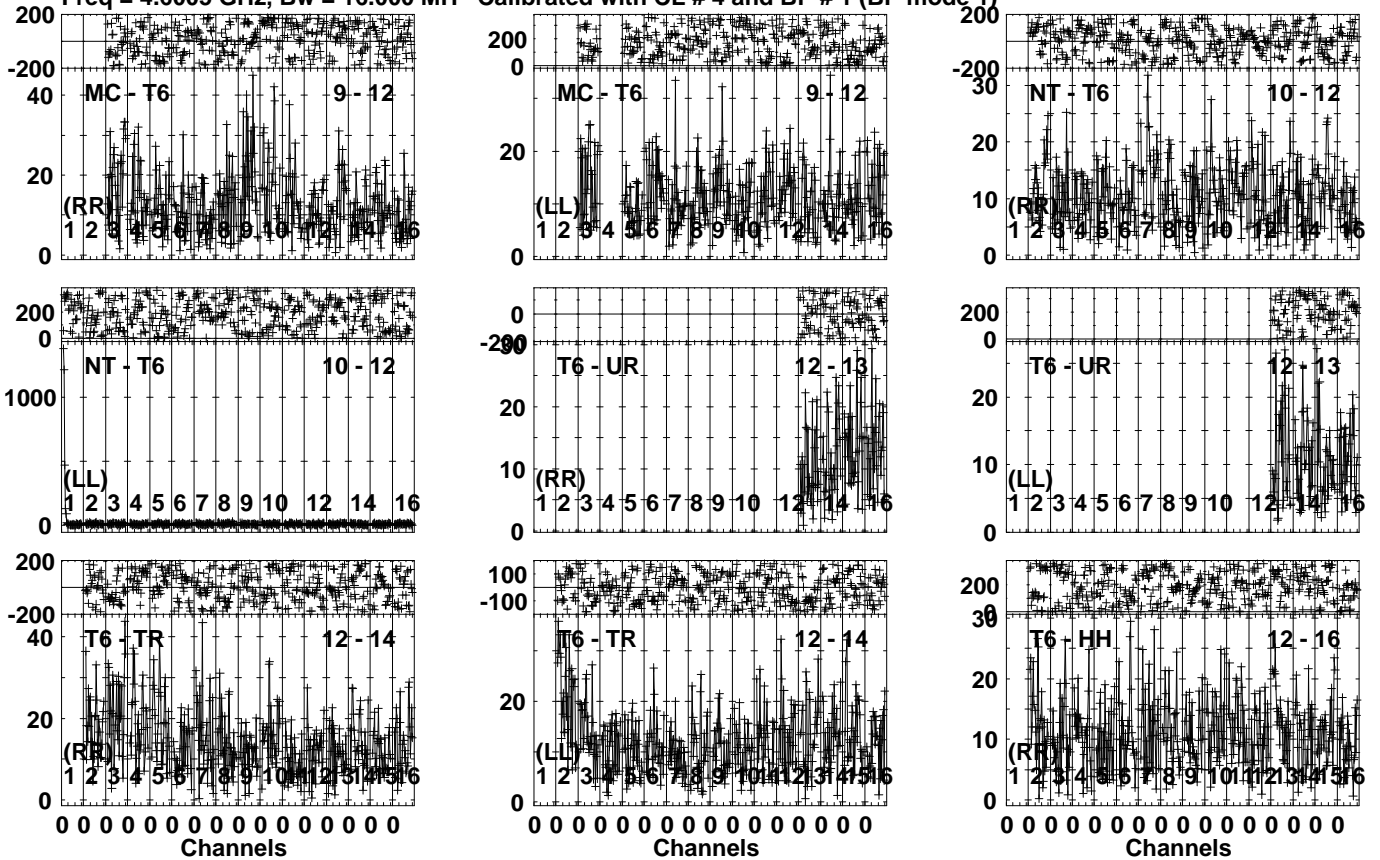 Freq = 4.6005 GHz, Bw = 16.000 MH Calibrated with CL # 4 and BP # 1 (BP mode 1)
200 200 200
-200 0 -200
40 MC - T6 9 - 12 MC - T6 9 - 12 30 NT - T6 10 - 12
20 20 20
10
(RR) (LL) (RR)
1 2 3 4 5 6 7 8 9 10 12 14 16 1 2 3 4 5 6 7 8 9 10 12 14 16 1 2 3 4 5 6 7 8 9 10 12 14 16
0 0 0
200 0 200
0 -200 0
NT - T6 10 - 12 30 T6 - UR 12 - 13 T6 - UR 12 - 13
1000 20 20
10 10
(LL) (RR) (LL)
1 2 3 4 5 6 7 8 9 10 12 14 16 1 2 3 4 5 6 7 8 9 10 12 14 16 1 2 3 4 5 6 7 8 9 10 12 14 16
0 0 0
200 100 200
-200 -100 0
40 T6 - TR 12 - 14 T6 - TR 12 - 14 30 T6 - HH 12 - 16
20 20 20
10
(RR) (LL) (RR)
1 2 3 4 5 6 7 8 9 10 11 12 13 14 15 16 1 2 3 4 5 6 7 8 9 10 11 12 13 14 15 16 1 2 3 4 5 6 7 8 9 10 11 12 13 14 15 16
0 0 0
0 0 0 0 0 0 0 0 0 0 0 0 0 0 0 0 0 0 0 0 0 0 0 0 0 0 0 0 0 0 0 0 0 0 0 0 0 0 0 0 0 0 0 0 0 0 0 0
Channels Channels Channels